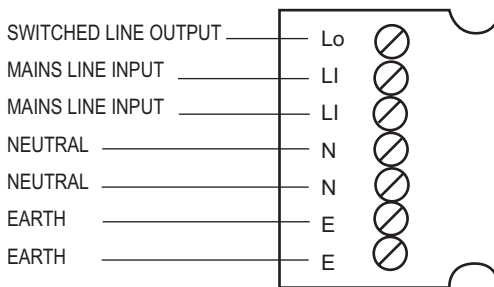 SWITCHED LINE OUTPUT Lo
MAINS LINE INPUT LI
MAINS LINE INPUT LI
NEUTRAL N
NEUTRAL N
EARTH E
EARTH E